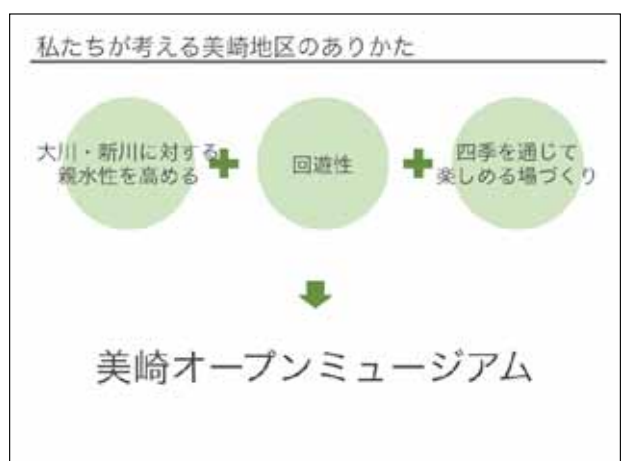 私たちが考える美崎地区のありかた
大川・新川に対する
親水性を高める
回遊性
四季を通じて
楽しめる場づくり
美崎オープンミュージアム